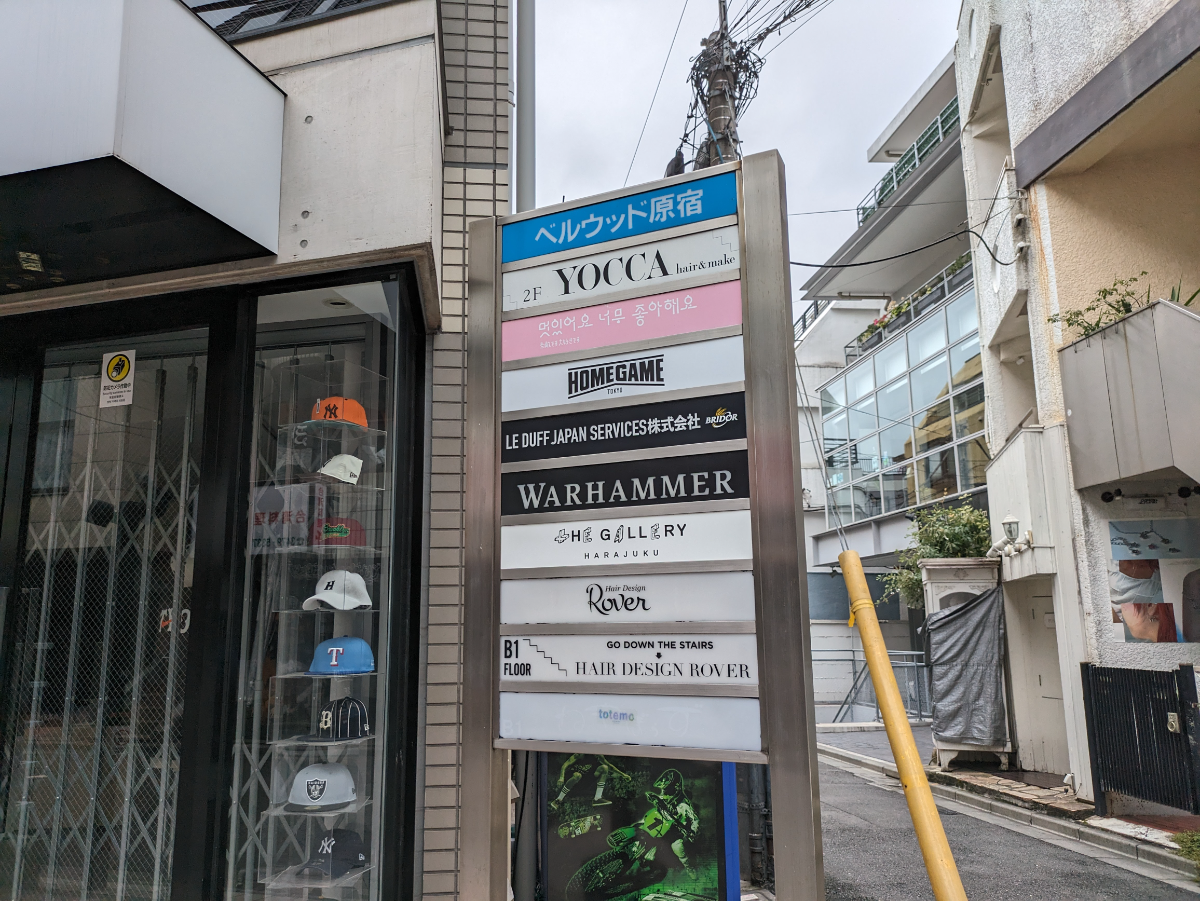 ベルウッド原宿
2F YOCCA hair&make
멋있어요 너무 좋아해요
HOMEGAME
TOKYO
LE DUFF JAPAN SERVICES株式会社 BRIDOR
WARHAMMER
THE GALLERY
HARAJUKU
Hair Design
Rover
B1
FLOOR
GO DOWN THE STAIRS
HAIR DESIGN ROVER
totemo
NY
H
T
B
NY